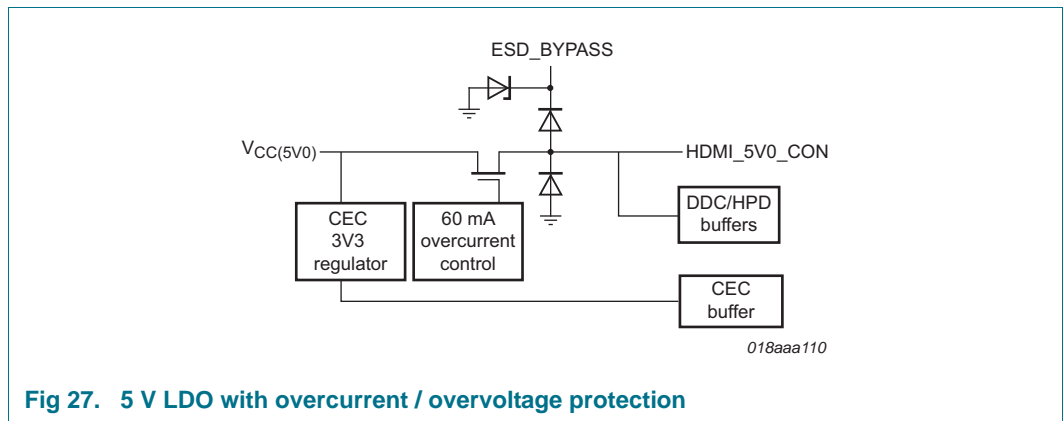 ESD_BYPASS
VCC(5V0)
HDMI_5V0_CON
CEC
3V3
regulator
60 mA
overcurrent
control
DDC/HPD
buffers
CEC
buffer
018aaa110
Fig 27. 5 V LDO with overcurrent / overvoltage protection